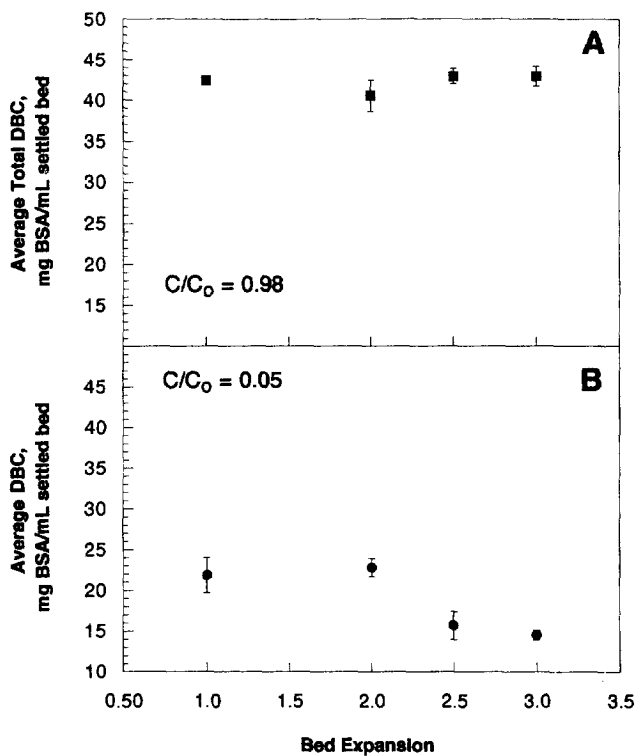 A
Average Total DBC,
mg BSA/mL settled bed
50
45
40
35
30
25
20
15
C/C₀ = 0.98
B
Average DBC,
mg BSA/mL settled bed
C/C₀ = 0.05
45
40
35
30
25
20
15
10
0.50 1.0 1.5 2.0 2.5 3.0 3.5
Bed Expansion